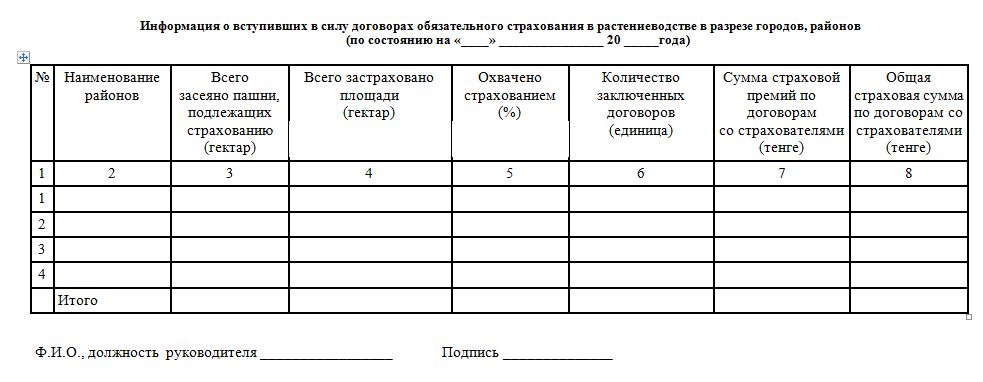 Информация о вступивших в силу договорах обязательного страхования в растениеводстве в разрезе городов, районов
(по состоянию на «____» _______________ 20 _____года)
№ Наименование районов Всего засеяно пашни, подлежащих страхованию (гектар) Всего застраховано площади (гектар) Охвачено страхованием (%) Количество заключенных договоров (единица) Сумма страховой премий по договорам со страхователями (тенге) Общая страховая сумма по договорам со страхователями (тенге)
1 2 3 4 5 6 7 8
1
2
3
4
Итого
Ф.И.О., должность руководителя __________________ Подпись _______________